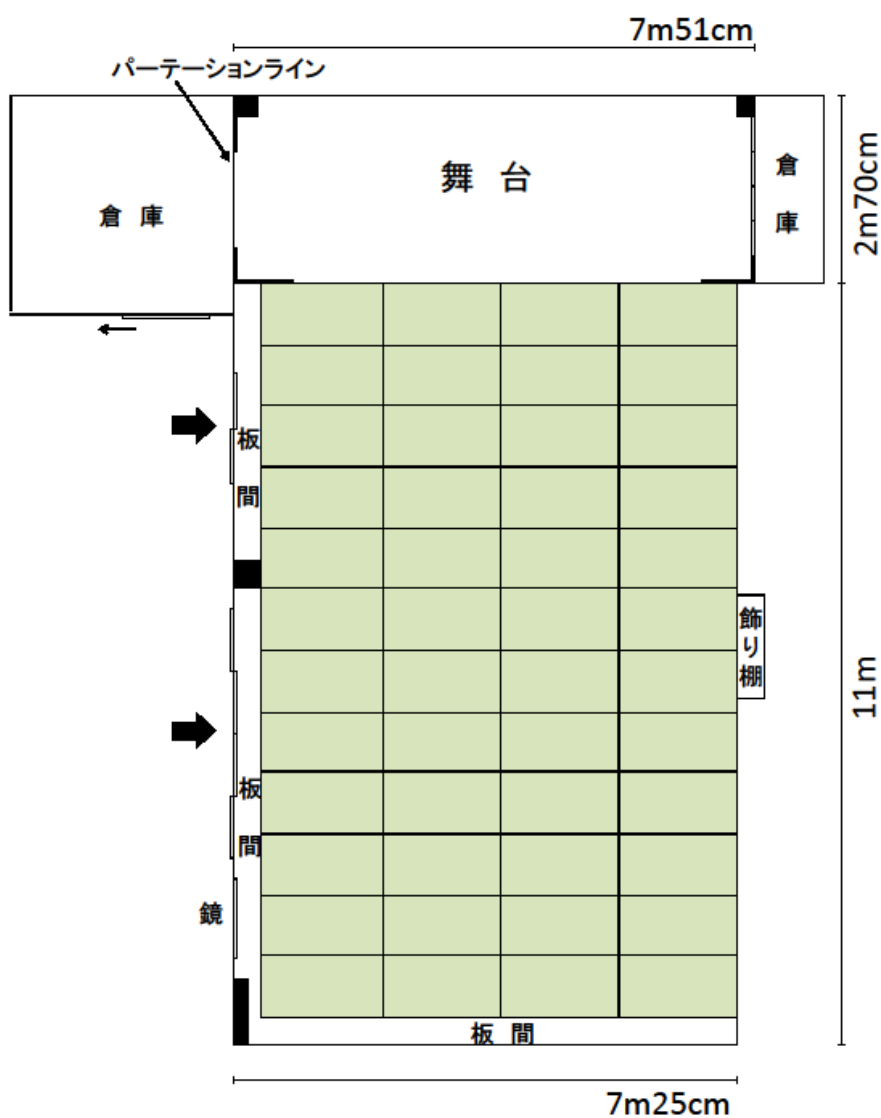 7m51cm
パーテーションライン
舞 台
倉 庫
倉
庫
2m70cm
板
間
飾り棚
11m
板
間
鏡
板 間
7m25cm